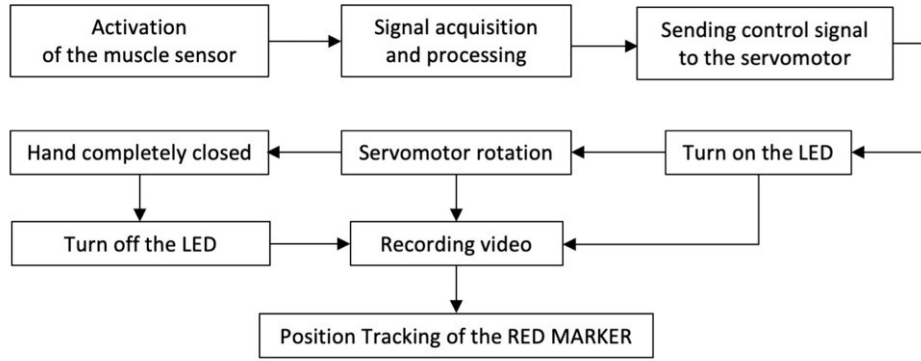 Activation
of the muscle sensor
Signal acquisition
and processing
Sending control signal
to the servomotor
Hand completely closed
Servomotor rotation
Turn on the LED
Turn off the LED
Recording video
Position Tracking of the RED MARKER